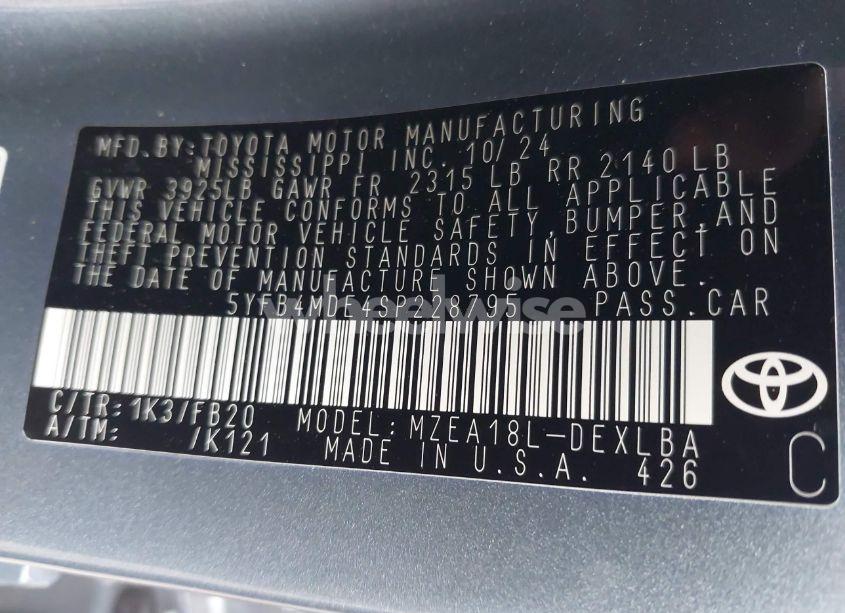 MFD. BY: TOYOTA MOTOR MANUFACTURING
MISSISSIPPI INC. 10/24
GVWR 3925LB GAWR FR 2315 LB RR 2140 LB
THIS VEHICLE CONFORMS TO ALL APPLICABLE
FEDERAL MOTOR VEHICLE SAFETY, BUMPER, AND
THEFT PREVENTION STANDARDS IN EFFECT ON
THE DATE OF MANUFACTURE SHOWN ABOVE.
PASS. CAR
C/TR: 1K3/FB20 MODEL: MZEA18L-DEXLBA
A/TM: /K121 MADE IN U.S.A. 426
C
wheelwise